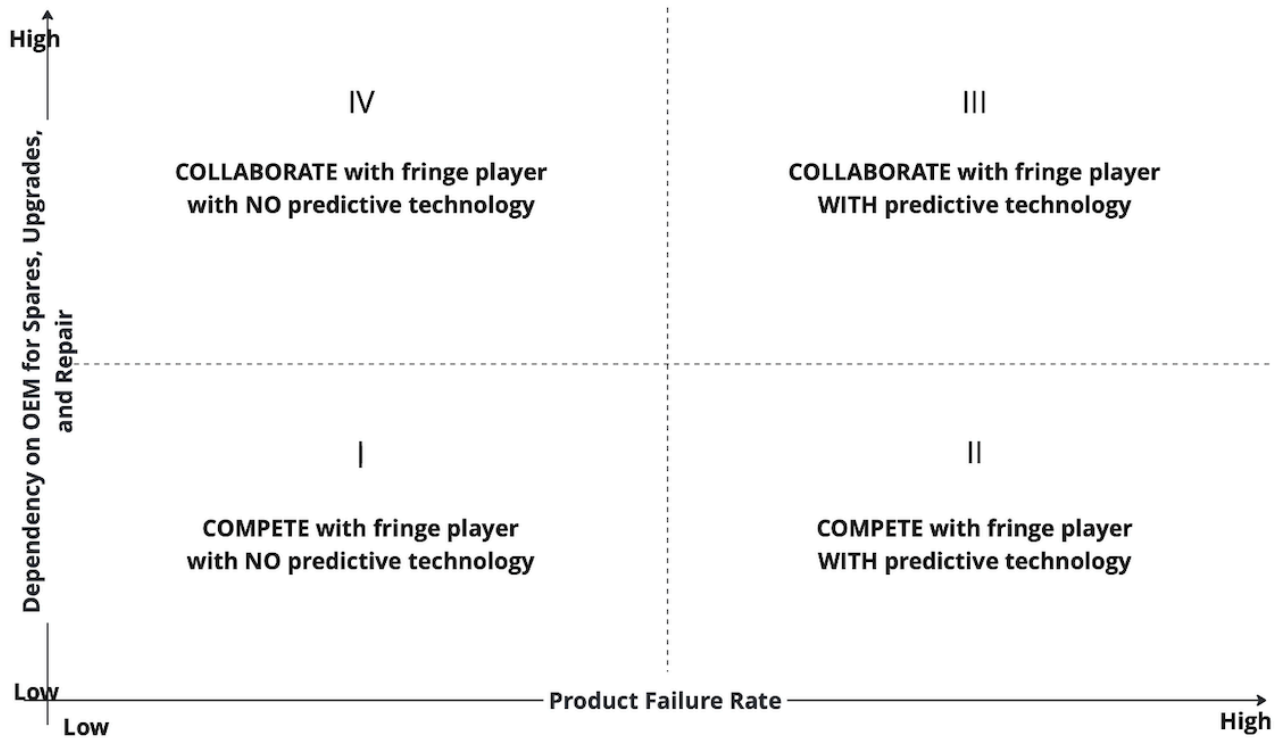 High
IV
COLLABORATE with fringe player
with NO predictive technology
III
COLLABORATE with fringe player
WITH predictive technology
Dependency on OEM for Spares, Upgrades,
and Repair
I
COMPETE with fringe player
with NO predictive technology
II
COMPETE with fringe player
WITH predictive technology
Low
Low
Product Failure Rate
High